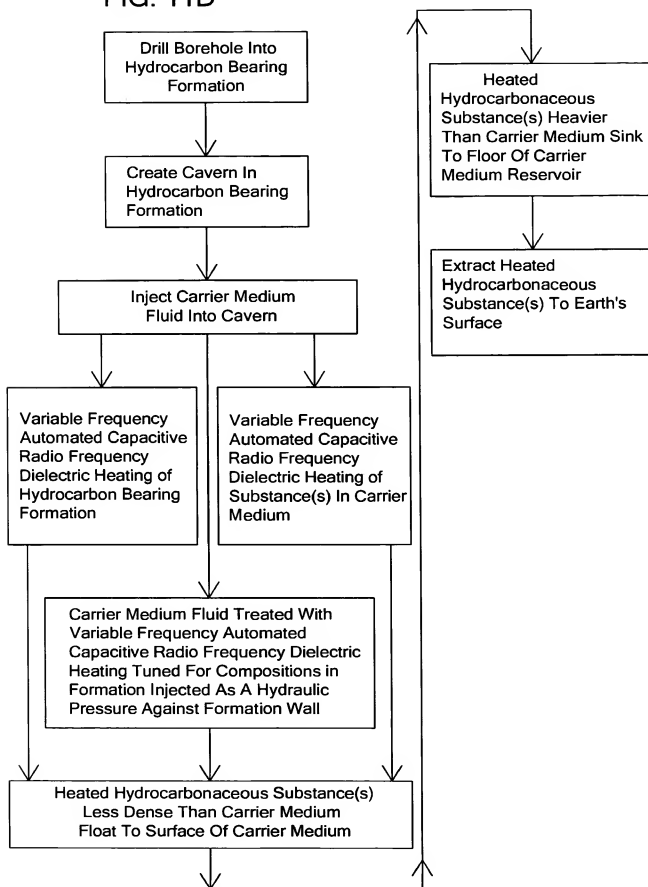 FIG. 11B
Drill Borehole Into
Hydrocarbon Bearing
Formation
Create Cavern In
Hydrocarbon Bearing
Formation
Inject Carrier Medium
Fluid Into Cavern
Variable Frequency
Automated Capacitive
Radio Frequency
Dielectric Heating of
Hydrocarbon Bearing
Formation
Variable Frequency
Automated Capacitive
Radio Frequency
Dielectric Heating of
Substance(s) In Carrier
Medium
Carrier Medium Fluid Treated With
Variable Frequency Automated
Capacitive Radio Frequency Dielectric
Heating Tuned For Compositions in
Formation Injected As A Hydraulic
Pressure Against Formation Wall
Heated Hydrocarbonaceous Substance(s)
Less Dense Than Carrier Medium
Float To Surface Of Carrier Medium
Heated
Hydrocarbonaceous
Substance(s) Heavier
Than Carrier Medium Sink
To Floor Of Carrier
Medium Reservoir
Extract Heated
Hydrocarbonaceous
Substance(s) To Earth's
Surface